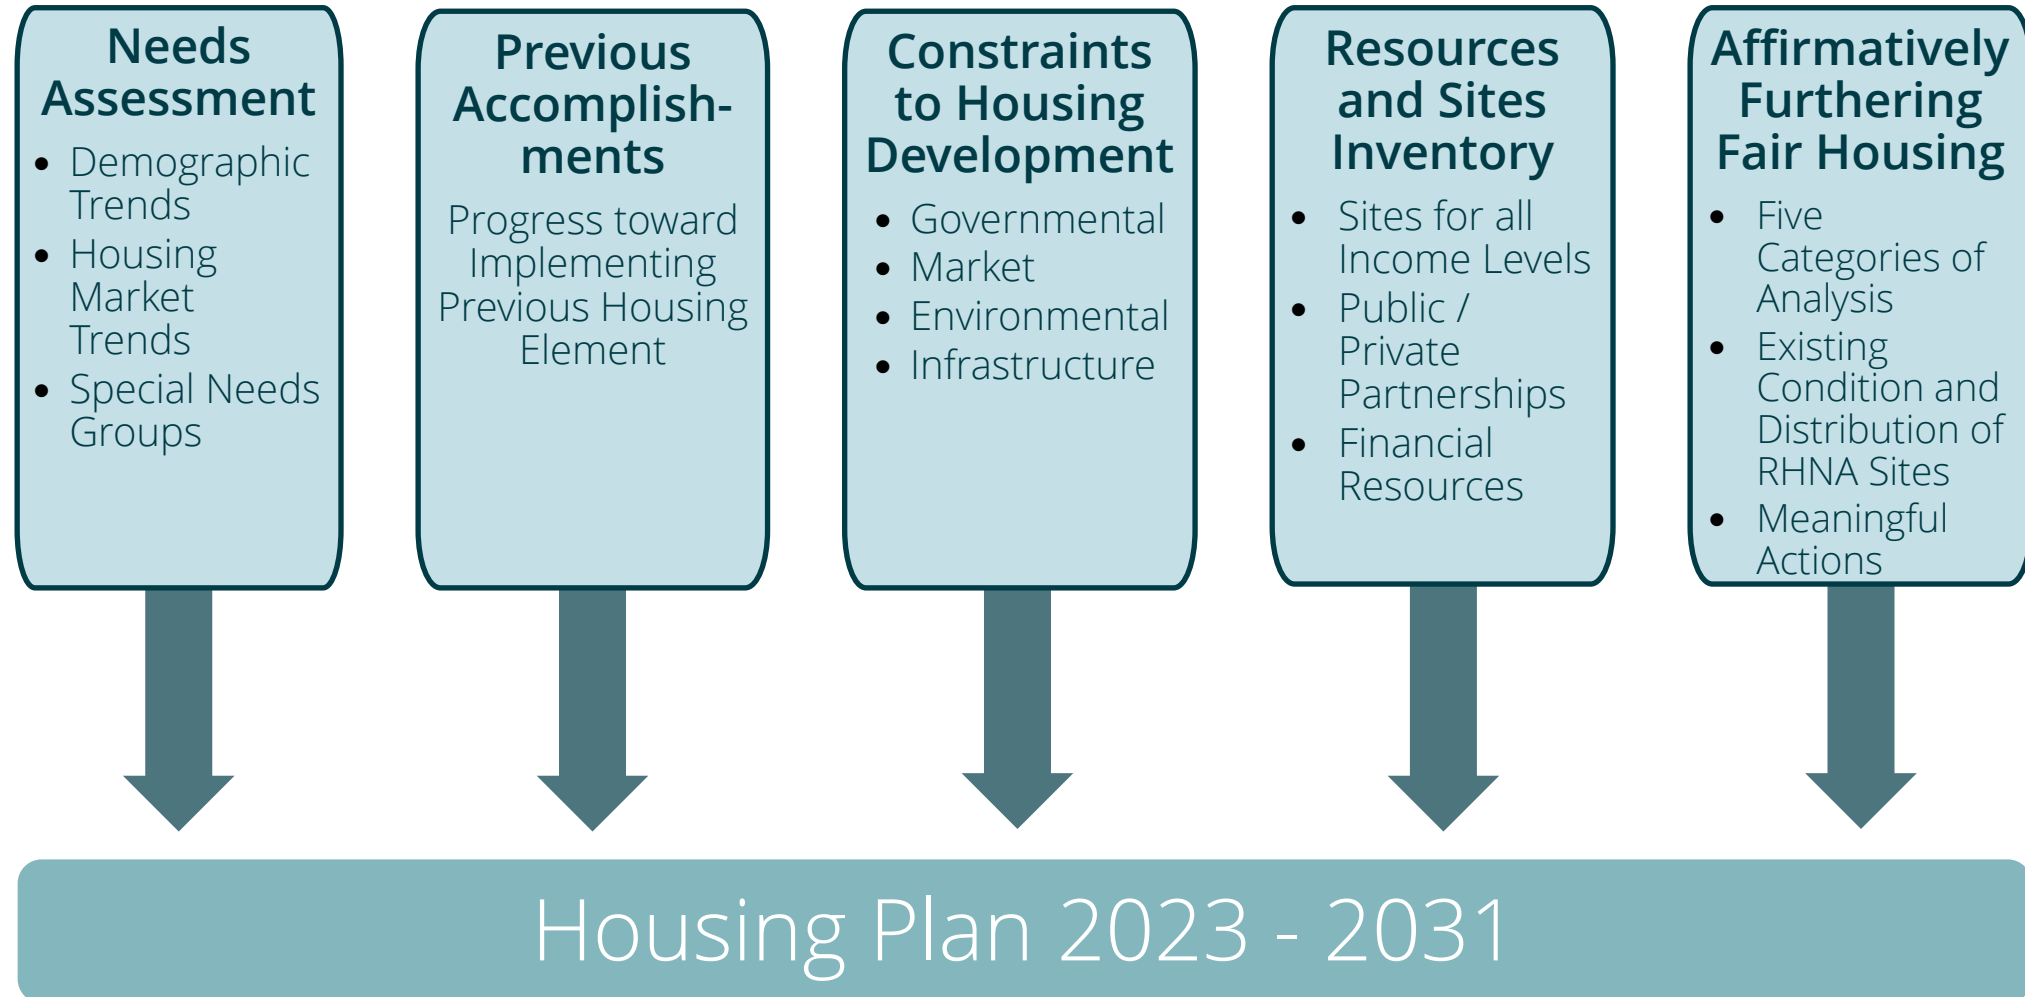 Needs
Assessment
• Demographic
Trends
• Housing
Market
Trends
• Special Needs
Groups
Previous
Accomplish-
ments
Progress toward
Implementing
Previous Housing
Element
Constraints
to Housing
Development
• Governmental
• Market
• Environmental
• Infrastructure
Resources
and Sites
Inventory
• Sites for all
Income Levels
• Public /
Private
Partnerships
• Financial
Resources
Affirmatively
Furthering
Fair Housing
• Five
Categories of
Analysis
• Existing
Condition and
Distribution of
RHNA Sites
• Meaningful
Actions
Housing Plan 2023 - 2031